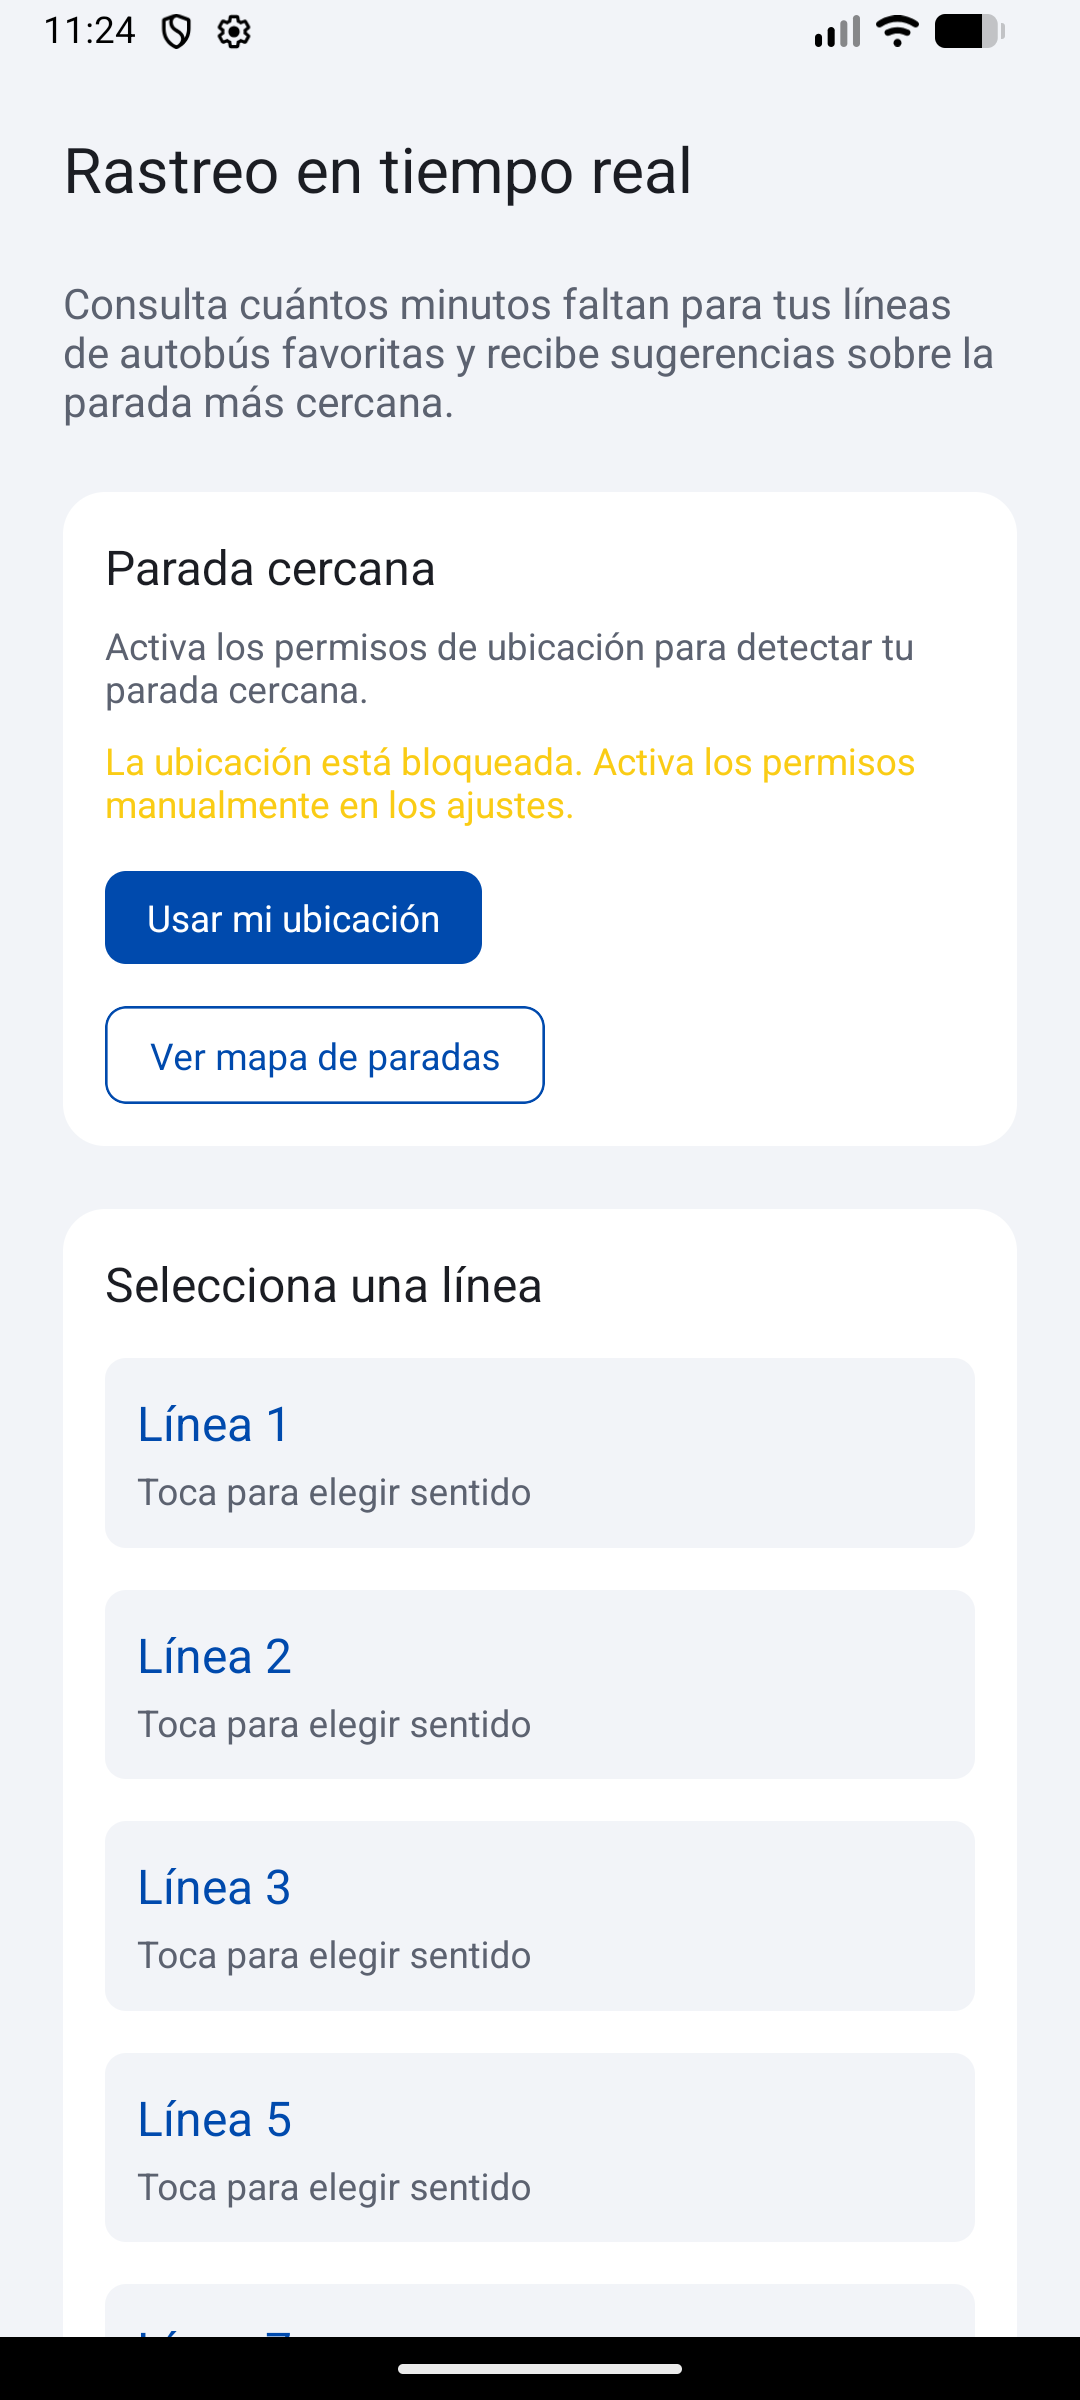 11:24
Rastreo en tiempo real
Consulta cuántos minutos faltan para tus líneas
de autobús favoritas y recibe sugerencias sobre la
parada más cercana.
Parada cercana
Activa los permisos de ubicación para detectar tu
parada cercana.
La ubicación está bloqueada. Activa los permisos
manualmente en los ajustes.
Usar mi ubicación
Ver mapa de paradas
Selecciona una línea
Línea 1
Toca para elegir sentido
Línea 2
Toca para elegir sentido
Línea 3
Toca para elegir sentido
Línea 5
Toca para elegir sentido